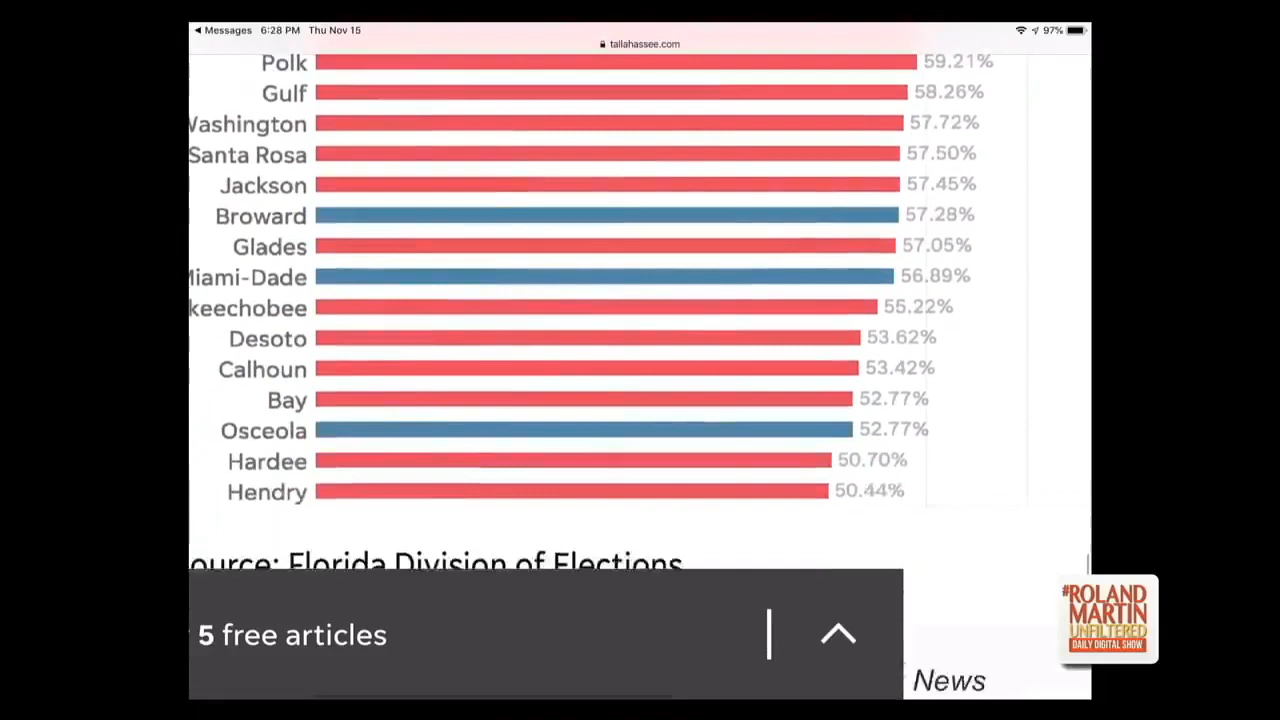 Messages 6:28 PM Thu Nov 15 97%
tallahassee.com
Polk 59.21%
Gulf 58.26%
Washington 57.72%
Santa Rosa 57.50%
Jackson 57.45%
Broward 57.28%
Glades 57.05%
Miami-Dade 56.89%
keechobee 55.22%
Desoto 53.62%
Calhoun 53.42%
Bay 52.77%
Osceola 52.77%
Hardee 50.70%
Hendry 50.44%
ource: Florida Division of Elections
5 free articles
News
#ROLAND
MARTIN
UNFILTERED
DAILY DIGITAL SHOW